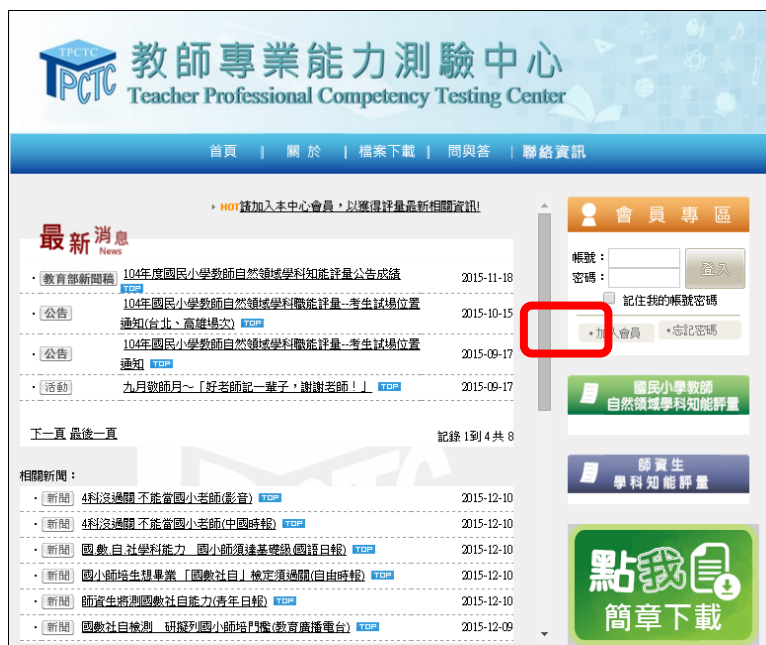 TPCTC
TPCTC
教師專業能力測驗中心
Teacher Professional Competency Testing Center
首頁 | 關於 | 檔案下載 | 問與答 | 聯絡資訊
HOT請加入本中心會員，以獲得評量最新相關資訊!
最新消息
News
・教育部新聞稿 104年度國民小學教師自然領域學科知能評量公告成績 TOP 2015-11-18
・公告 104年國民小學教師自然領域學科職能評量--考生試場位置
通知(台北、高雄場次) TOP 2015-10-15
・公告 104年國民小學教師自然領域學科職能評量--考生試場位置
通知 TOP 2015-09-17
・活動 九月敬師月～「好老師記一輩子，謝謝老師！」 TOP 2015-09-17
下一頁 最後一頁 記錄 1到 4 共 8
相關新聞：
・新聞 4科沒過關 不能當國小老師(影音) TOP 2015-12-10
・新聞 4科沒過關 不能當國小老師(中國時報) TOP 2015-12-10
・新聞 國.數.自.社學科能力 國小師須達基礎級(國語日報) TOP 2015-12-10
・新聞 國小師培生想畢業 「國數社自」檢定須過關(自由時報) TOP 2015-12-10
・新聞 師資生將測國數社自能力(青年日報) TOP 2015-12-10
・新聞 國數社自檢測 研擬列國小師培門檻(教育廣播電台) TOP 2015-12-09
會員專區
帳號：
密碼：
登入
記住我的帳號密碼
•加入會員 •忘記密碼
國民小學教師
自然領域學科知能評量
師資生
學科知能評量
點我
簡章下載